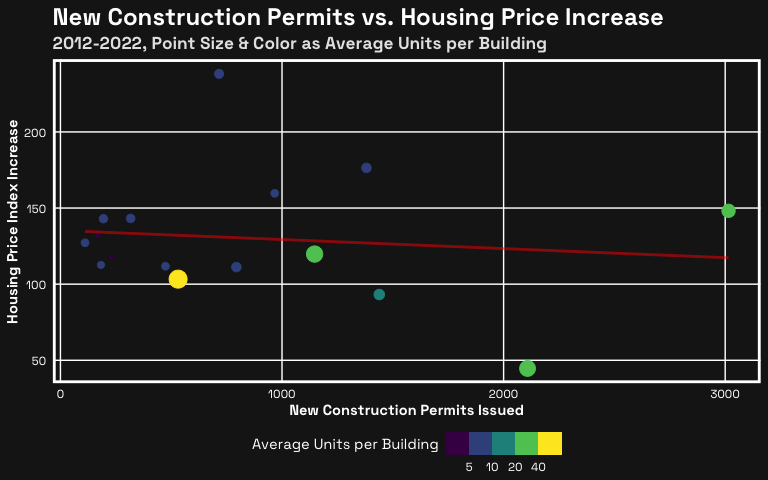 New Construction Permits vs. Housing Price Increase
2012-2022, Point Size & Color as Average Units per Building
Housing Price Index Increase
200
150
100
50
0 1000 2000 3000
New Construction Permits Issued
Average Units per Building
5 10 20 40